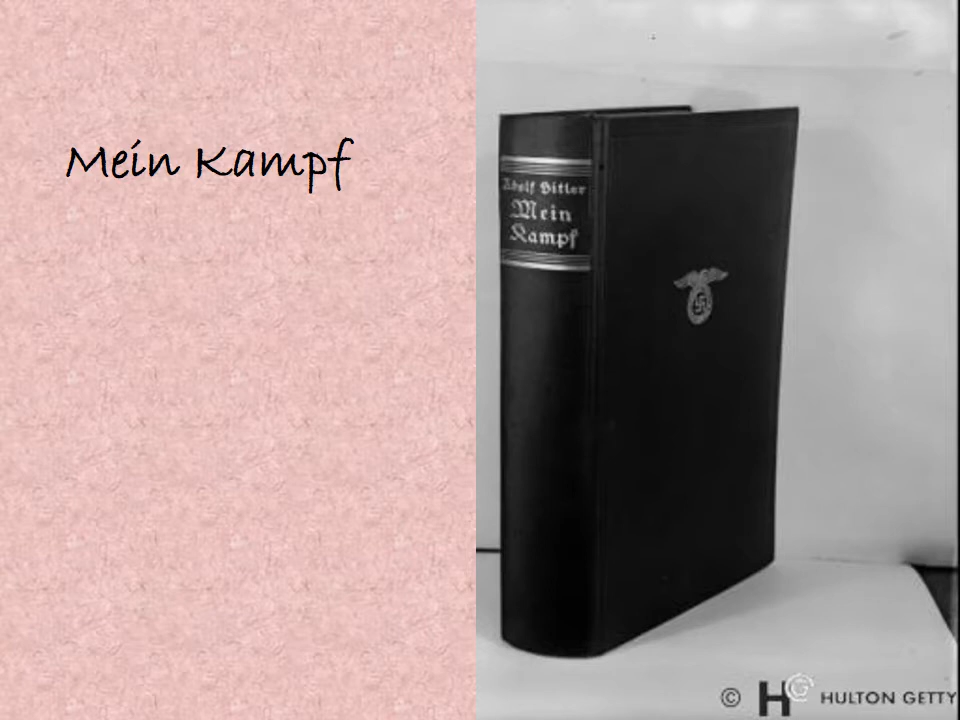 Mein Kampf
Adolf Hitler
Mein
Kampf
© H G HULTON GETTY